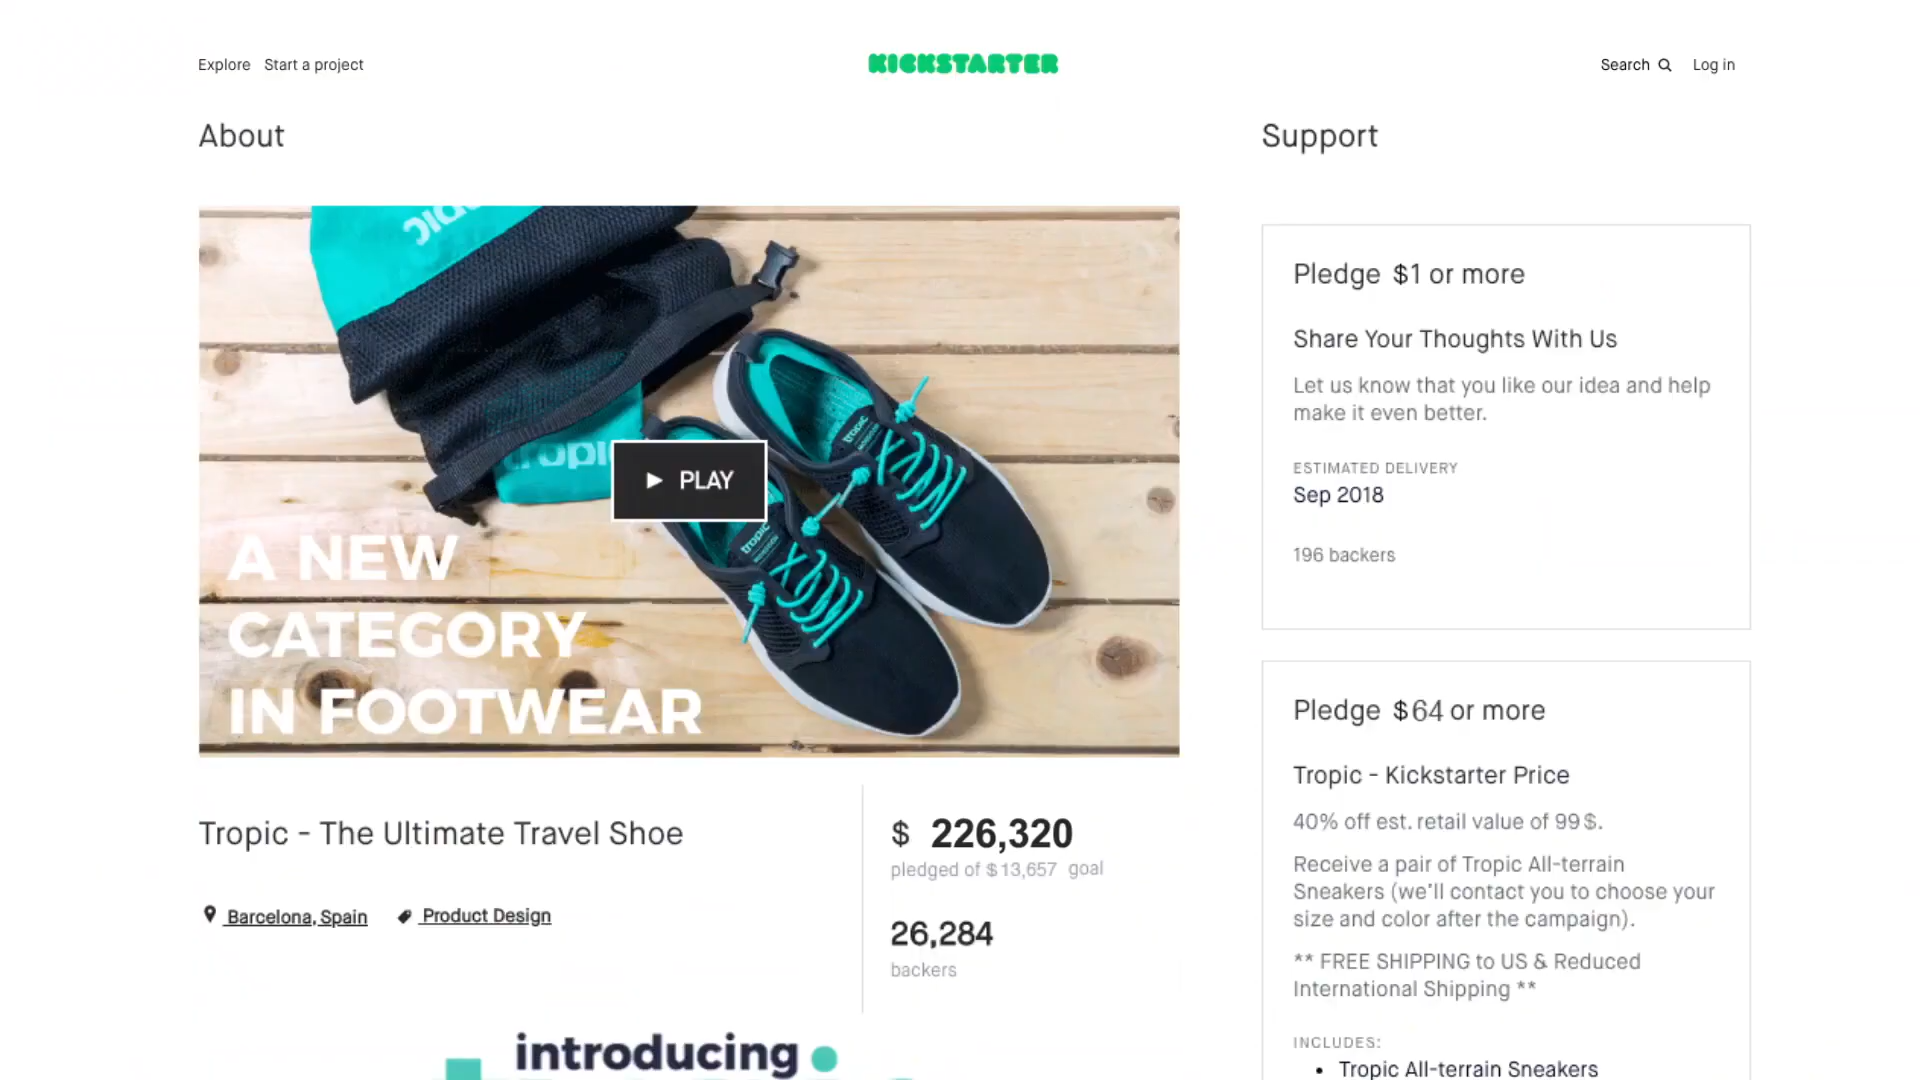 Explore Start a project
KICKSTARTER
Search Log in
About
A NEW
CATEGORY
IN FOOTWEAR
PLAY
tropic
tropic
Tropic - The Ultimate Travel Shoe
Barcelona, Spain Product Design
$ 226,320
pledged of $13,657 goal
26,284
backers
introducing
Support
Pledge $1 or more
Share Your Thoughts With Us
Let us know that you like our idea and help
make it even better.
ESTIMATED DELIVERY
Sep 2018
196 backers
Pledge $64 or more
Tropic - Kickstarter Price
40% off est. retail value of 99$.
Receive a pair of Tropic All-terrain
Sneakers (we'll contact you to choose your
size and color after the campaign).
** FREE SHIPPING to US & Reduced
International Shipping **
INCLUDES:
• Tropic All-terrain Sneakers